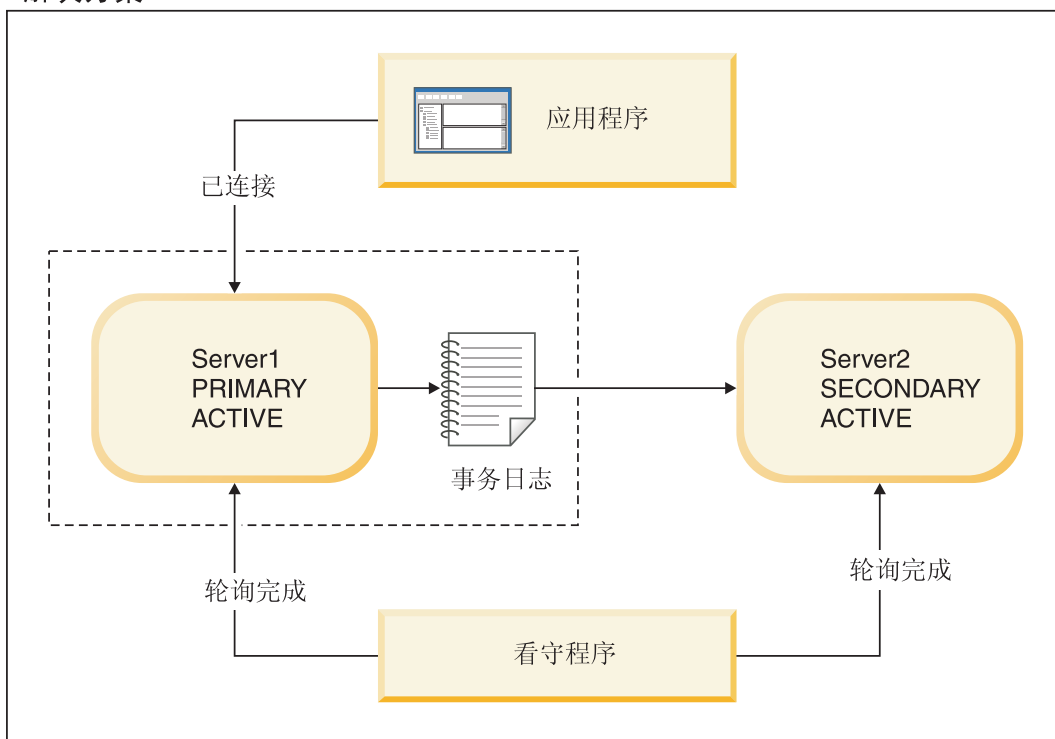 应用程序
已连接
Server1
PRIMARY
ACTIVE
Server2
SECONDARY
ACTIVE
事务日志
轮询完成
轮询完成
看守程序